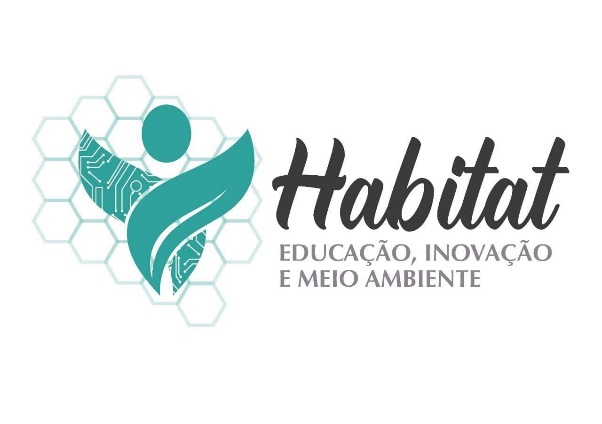 Habitat
EDUCAÇÃO, INOVAÇÃO
E MEIO AMBIENTE